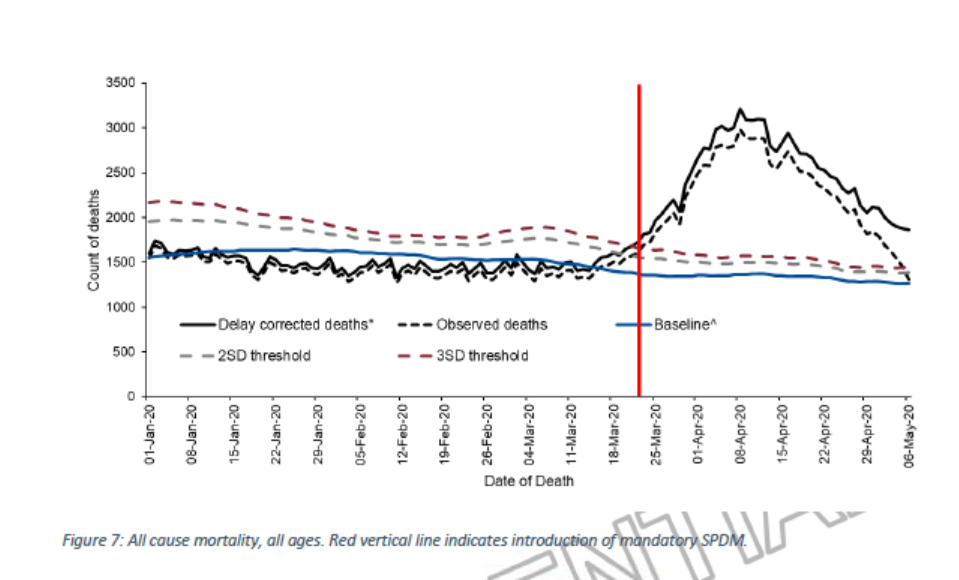 3500
3000
2500
2000
1500
1000
500
0
Count of deaths
Delay corrected deaths*
Observed deaths
Baseline^
2SD threshold
3SD threshold
01-Jan-20
08-Jan-20
15-Jan-20
22-Jan-20
29-Jan-20
05-Feb-20
12-Feb-20
19-Feb-20
26-Feb-20
04-Mar-20
11-Mar-20
18-Mar-20
25-Mar-20
01-Apr-20
08-Apr-20
15-Apr-20
22-Apr-20
29-Apr-20
06-May-20
Date of Death
Figure 7: All cause mortality, all ages. Red vertical line indicates introduction of mandatory SPDM.